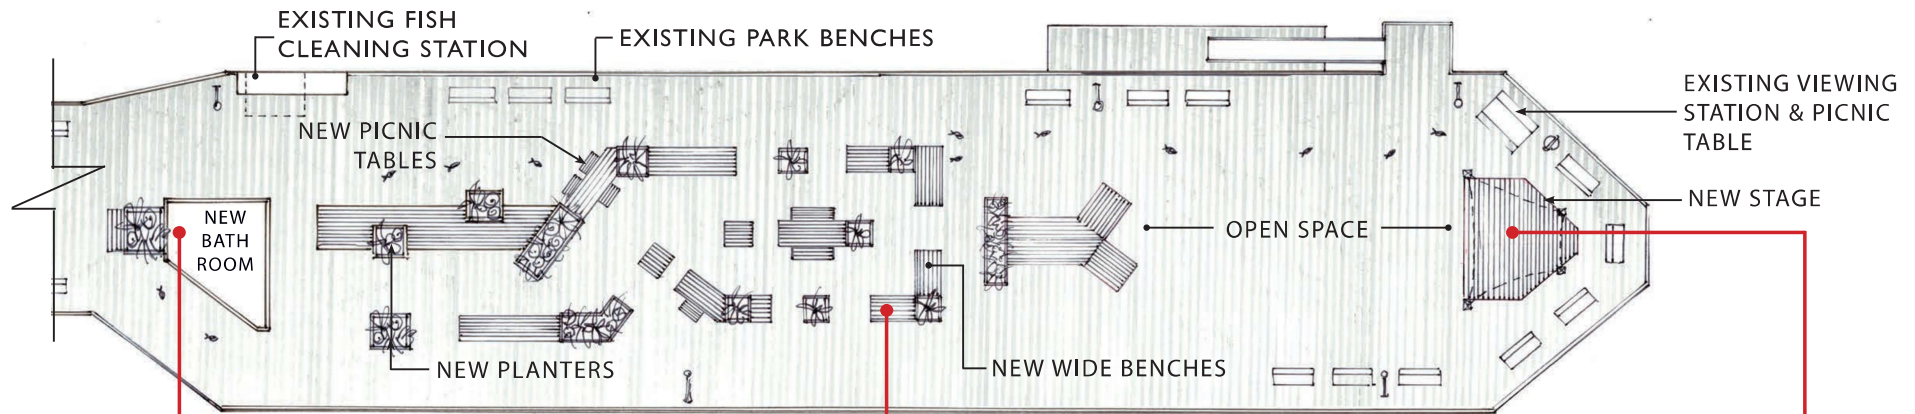 EXISTING FISH
CLEANING STATION
EXISTING PARK BENCHES
EXISTING VIEWING
STATION & PICNIC
TABLE
NEW PICNIC
TABLES
NEW STAGE
NEW
BATH
ROOM
OPEN SPACE
NEW PLANTERS
NEW WIDE BENCHES